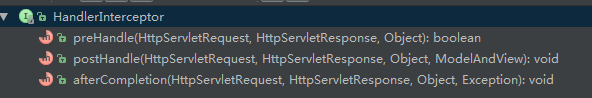 HandlerInterceptor
preHandle(HttpServletRequest, HttpServletResponse, Object): boolean
postHandle(HttpServletRequest, HttpServletResponse, Object, ModelAndView): void
afterCompletion(HttpServletRequest, HttpServletResponse, Object, Exception): void